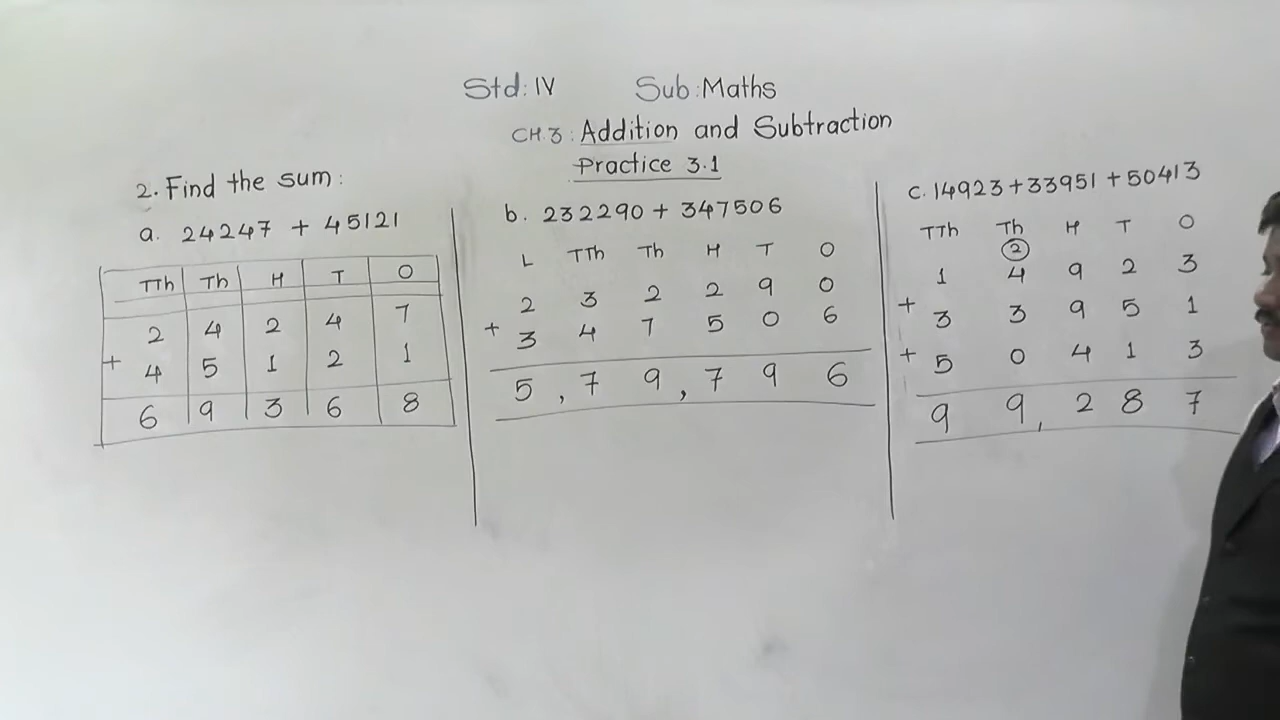 Std: IV Sub: Maths
CH.3: Addition and Subtraction
Practice 3.1
2. Find the sum:
a. 24247 + 45121
TTh Th H T O
2 4 2 4 7
+ 4 5 1 2 1
6 9 3 6 8
b. 232290 + 347506
L TTh Th H T O
2 3 2 2 9 0
+ 3 4 7 5 0 6
5 , 7 9 , 7 9 6
c. 14923 + 33951 + 50413
TTh Th H T O
2
1 4 9 2 3
+ 3 3 9 5 1
+ 5 0 4 1 3
9 9 , 2 8 7